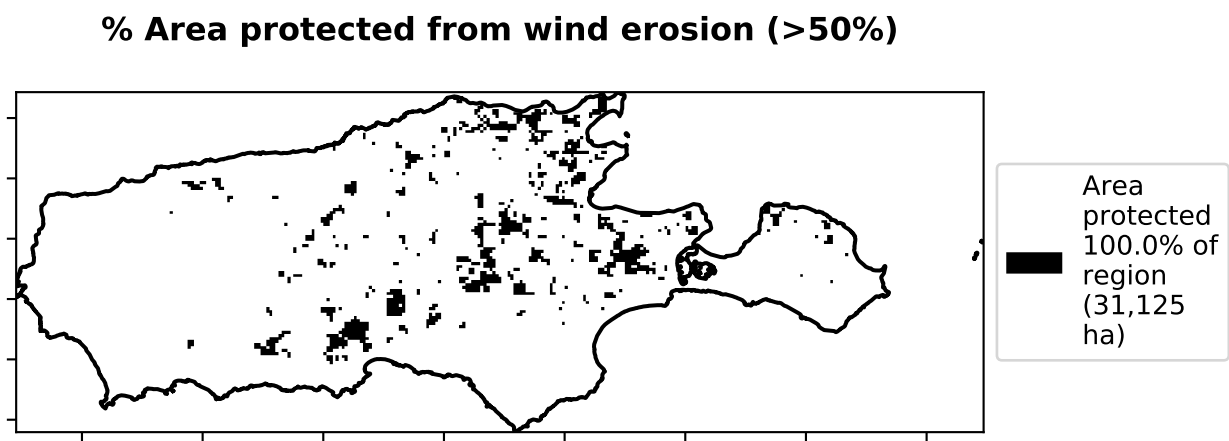 % Area protected from wind erosion (>50%)
Area
protected
100.0% of
region
(31,125
ha)